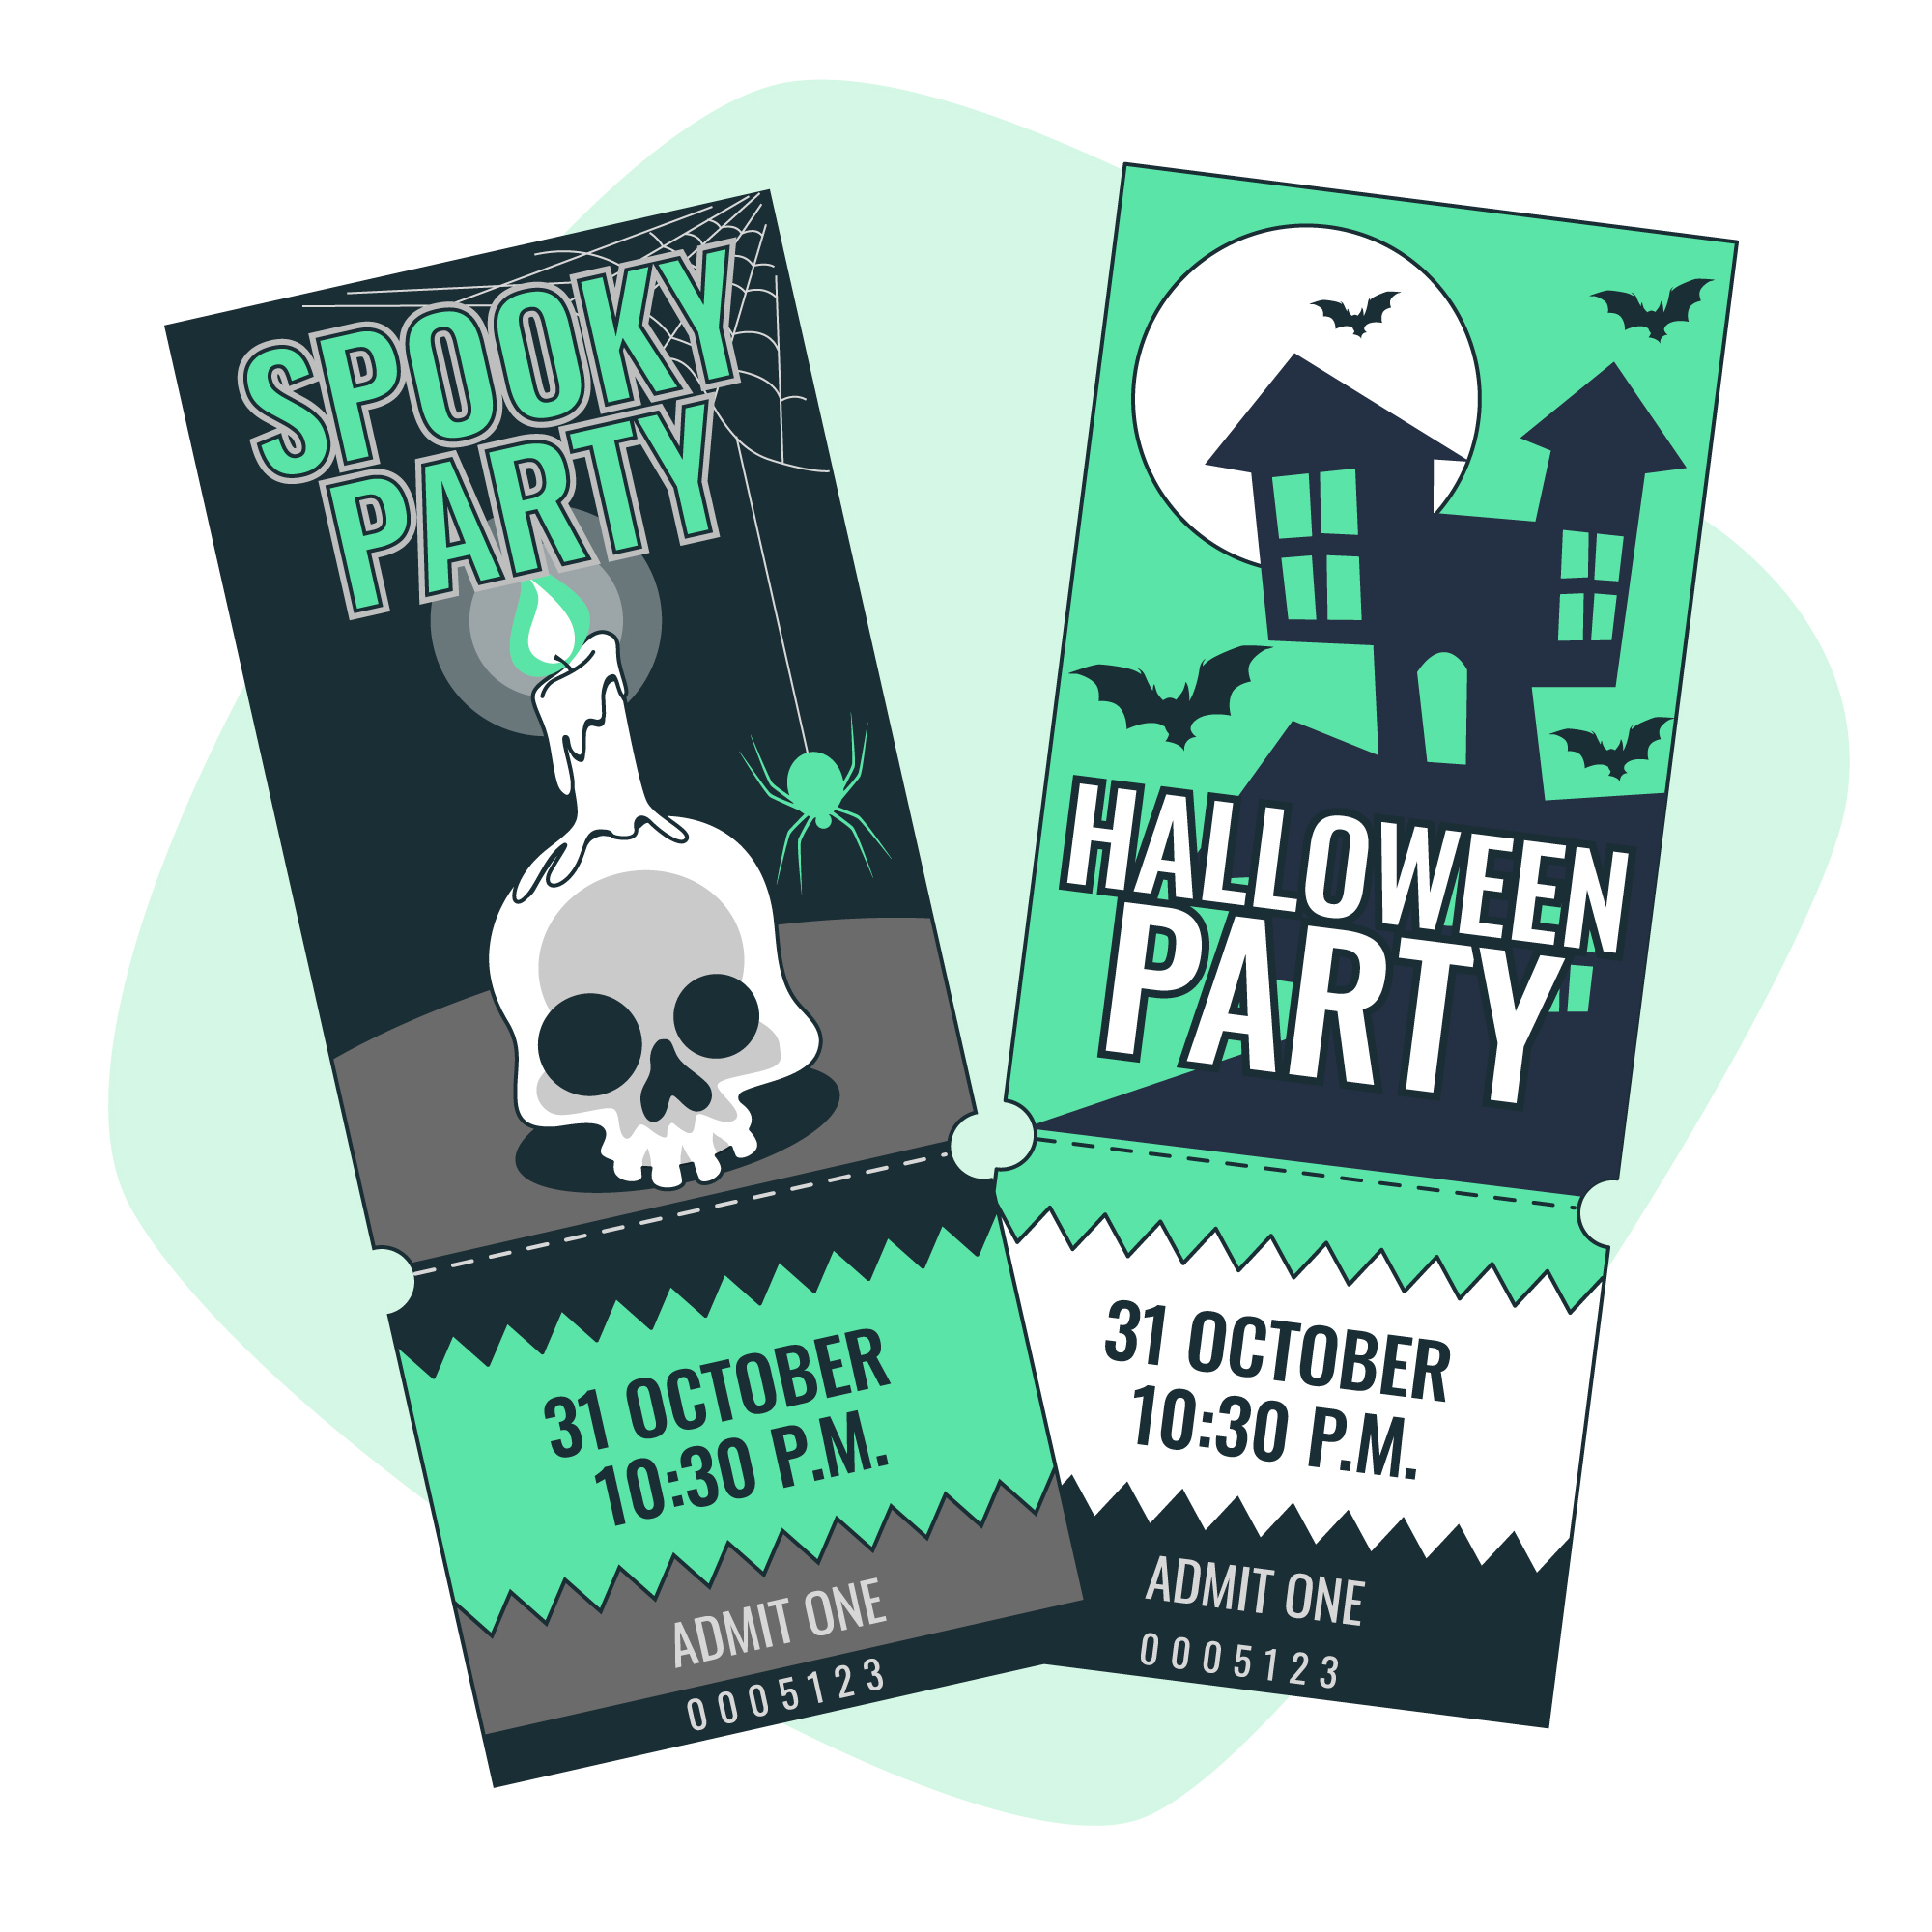 SPOOKY
PARTY
31 OCTOBER
10:30 P.M.
ADMIT ONE
0005123
HALLOWEEN
PARTY
31 OCTOBER
10:30 P.M.
ADMIT ONE
0005123